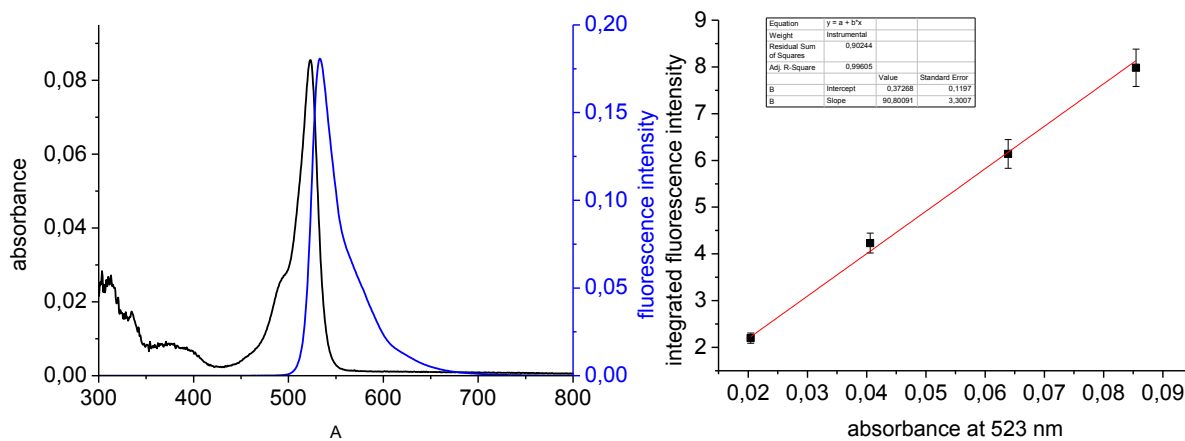 0,08
0,06
0,04
0,02
0,00
absorbance
300 400 500 600 700 800
A
0,20
0,15
0,10
0,05
0,00
fluorescence intensity
9
8
7
6
5
4
3
2
integrated fluorescence intensity
Equation y = a + b*x
Weight Instrumental
Residual Sum
of Squares 0,90244
Adj. R-Square 0,99605
Value Standard Error
B Intercept 0,37268 0,1197
B Slope 90,80091 3,3007
0,02 0,03 0,04 0,05 0,06 0,07 0,08 0,09
absorbance at 523 nm